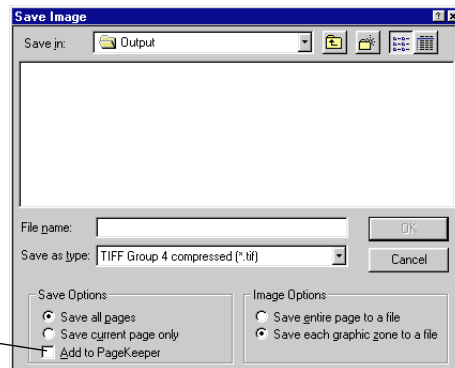 Save Image
Save in: Output
File name:
OK
Save as type: TIFF Group 4 compressed (*.tif)
Cancel
Save Options
Save all pages
Save current page only
Add to PageKeeper
Image Options
Save entire page to a file
Save each graphic zone to a file